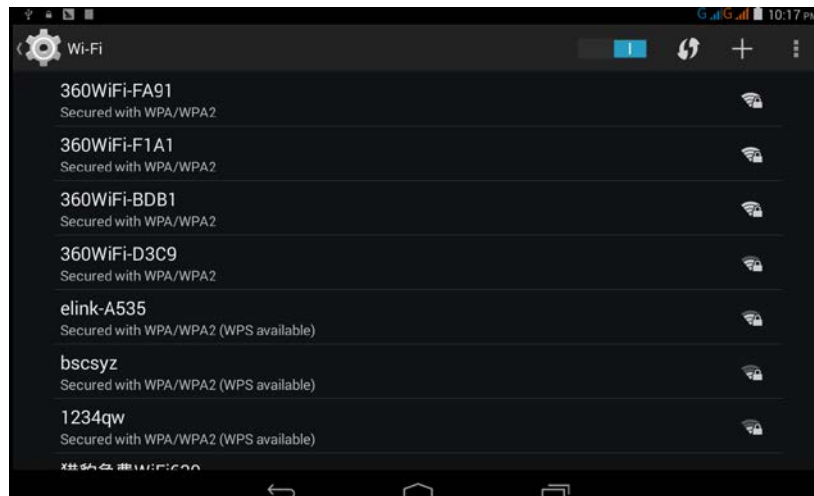 G G 10:17 PM
Wi-Fi
360WiFi-FA91
Secured with WPA/WPA2
360WiFi-F1A1
Secured with WPA/WPA2
360WiFi-BDB1
Secured with WPA/WPA2
360WiFi-D3C9
Secured with WPA/WPA2
elink-A535
Secured with WPA/WPA2 (WPS available)
bscsyz
Secured with WPA/WPA2 (WPS available)
1234qw
Secured with WPA/WPA2 (WPS available)